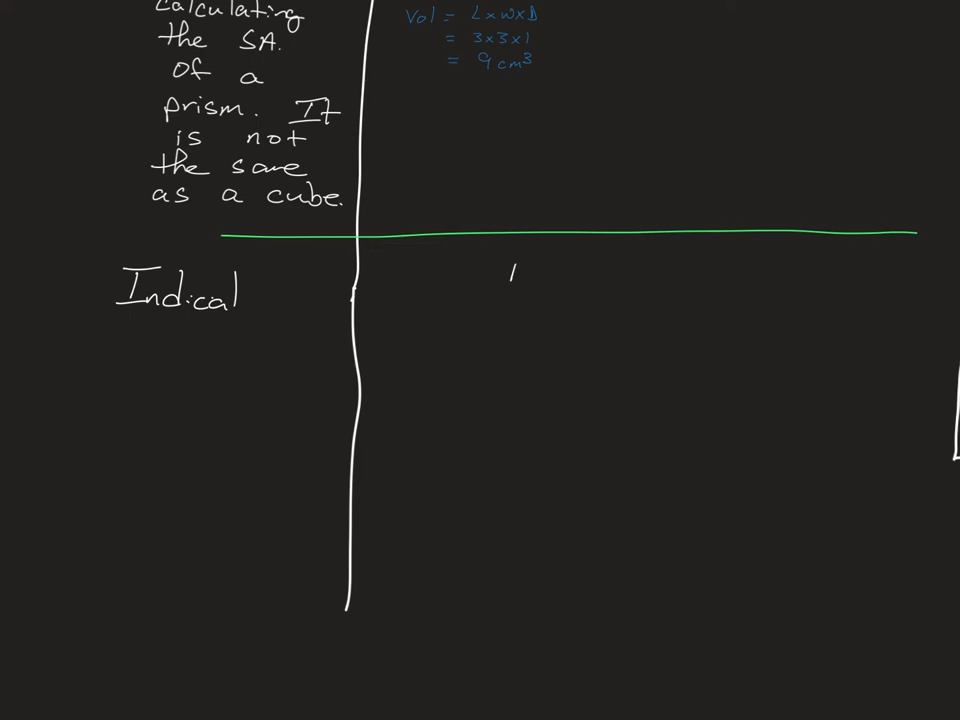 calculating
the SA.
of a
prism. It
is not
the same
as a cube.
Vol = L x W x D
= 3 x 3 x 1
= 9 cm³
Indical